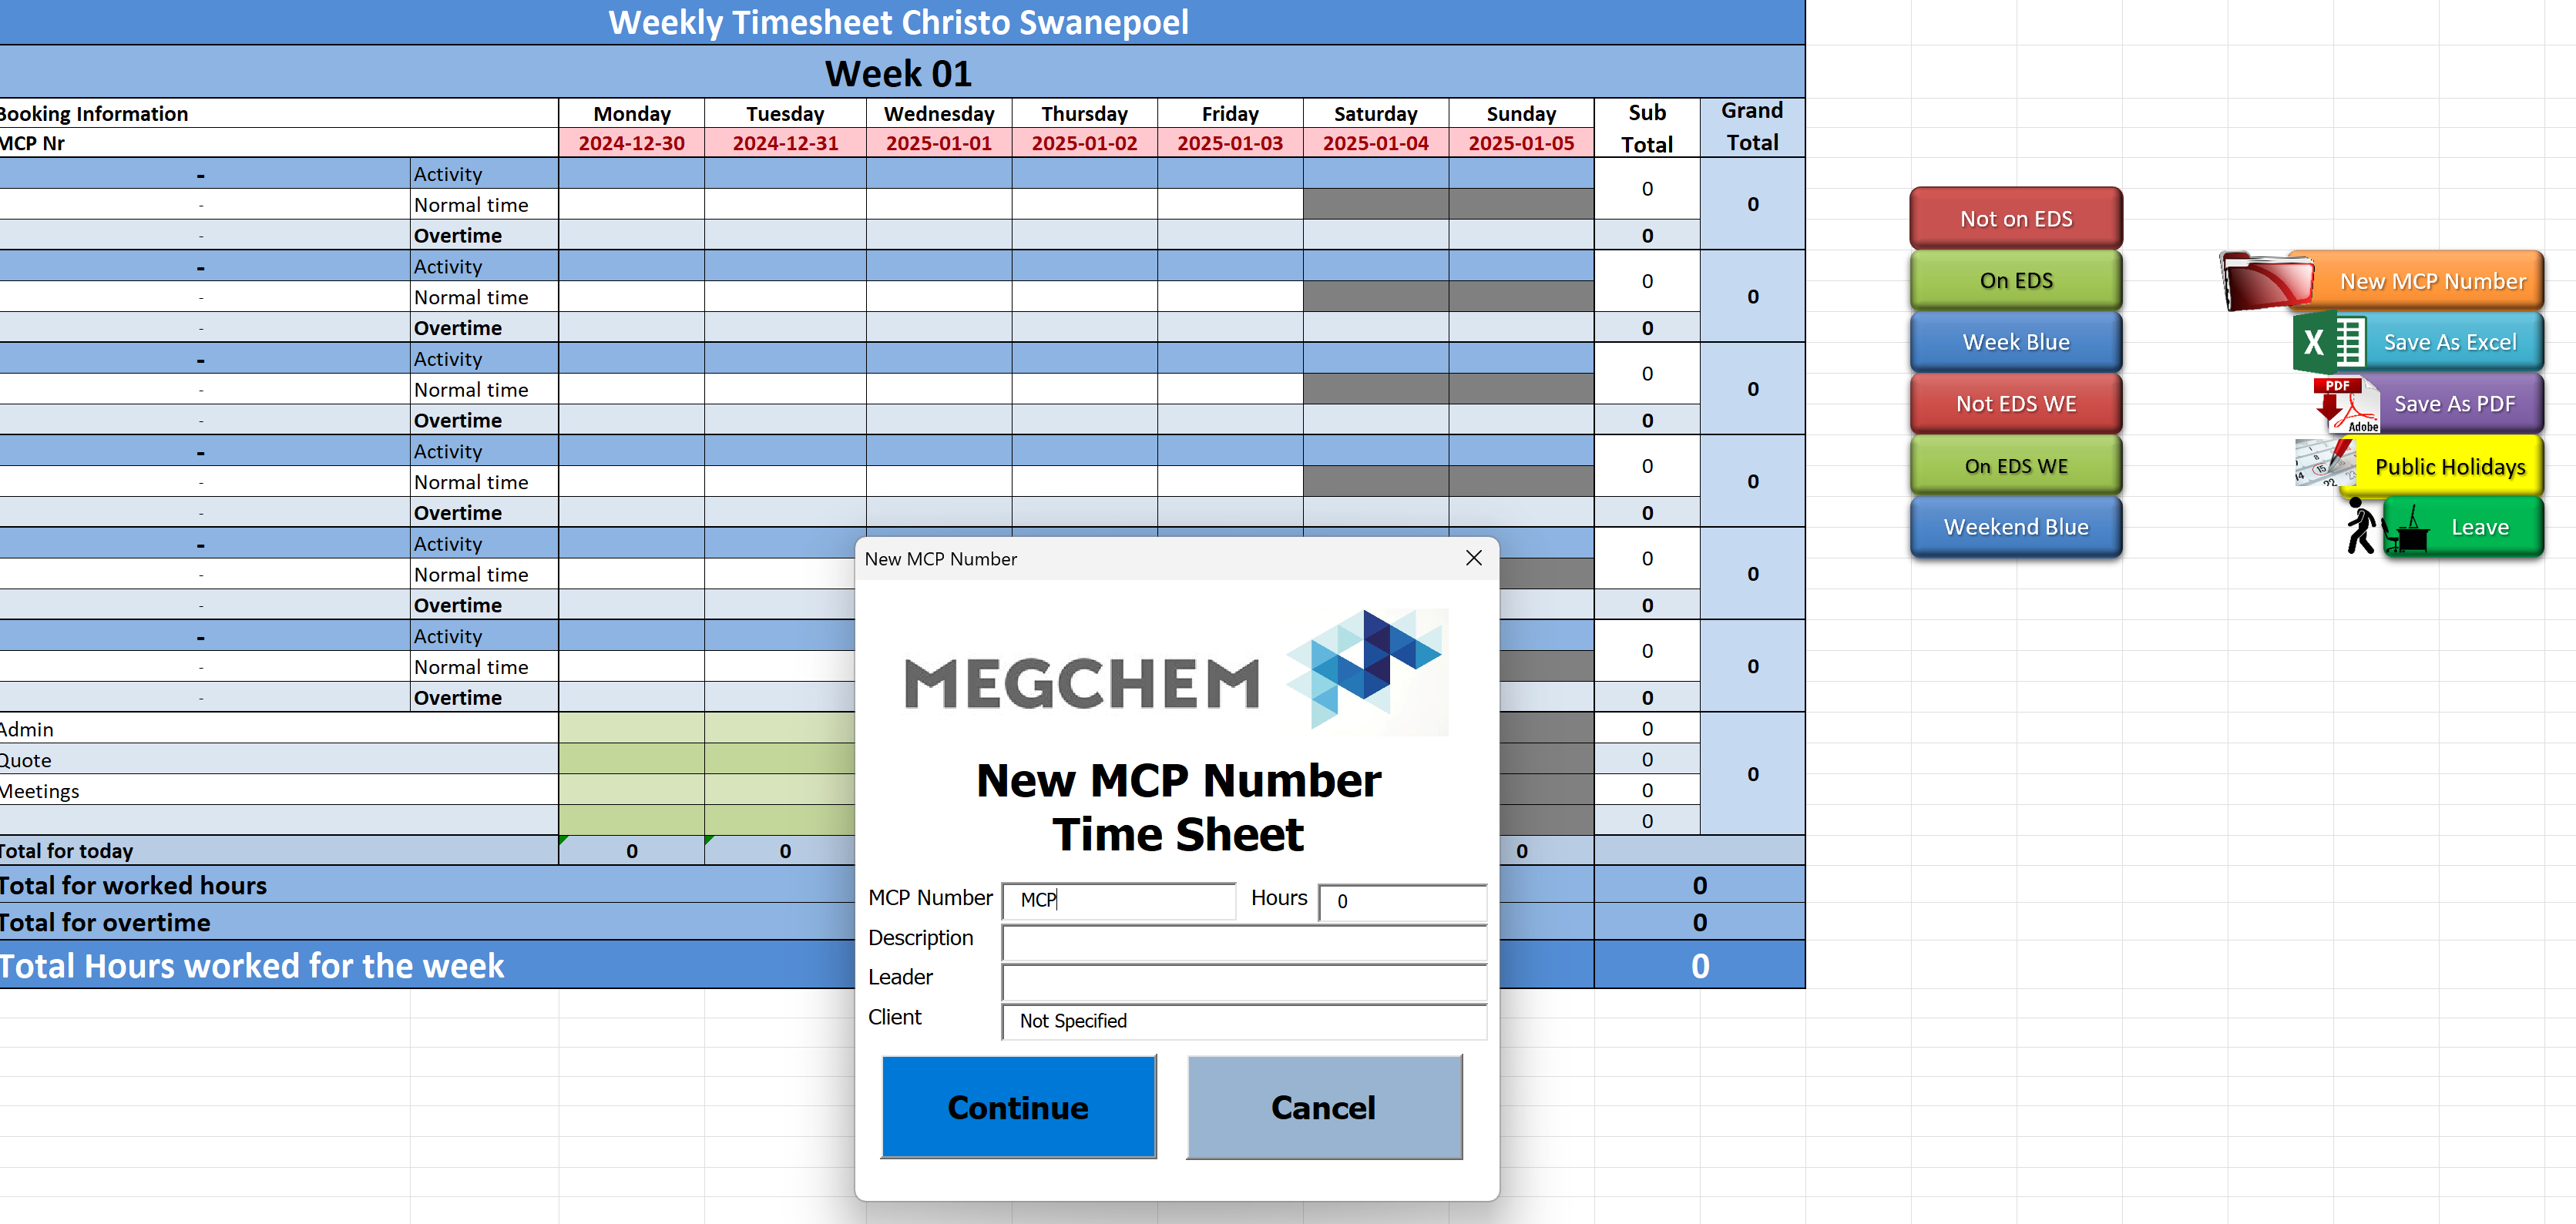 Weekly Timesheet Christo Swanepoel
Week 01
Booking Information Monday Tuesday Wednesday Thursday Friday Saturday Sunday Sub Total Grand Total
MCP Nr 2024-12-30 2024-12-31 2025-01-01 2025-01-02 2025-01-03 2025-01-04 2025-01-05
- Activity 0 0
- Normal time
- Overtime 0
- Activity 0 0
- Normal time
- Overtime 0
- Activity 0 0
- Normal time
- Overtime 0
- Activity 0 0
- Normal time
- Overtime 0
- Activity 0 0
- Normal time
- Overtime 0
- Activity 0 0
- Normal time
- Overtime 0
Admin 0
Quote 0 0
Meetings 0
0
Total for today 0 0 0
Total for worked hours 0
Total for overtime 0
Total Hours worked for the week 0
Not on EDS
On EDS
Week Blue
Not EDS WE
On EDS WE
Weekend Blue
New MCP Number
X Save As Excel
PDF Adobe Save As PDF
Public Holidays
Leave
New MCP Number
MEGCHEM
New MCP Number
Time Sheet
MCP Number MCP Hours 0
Description
Leader
Client Not Specified
Continue Cancel